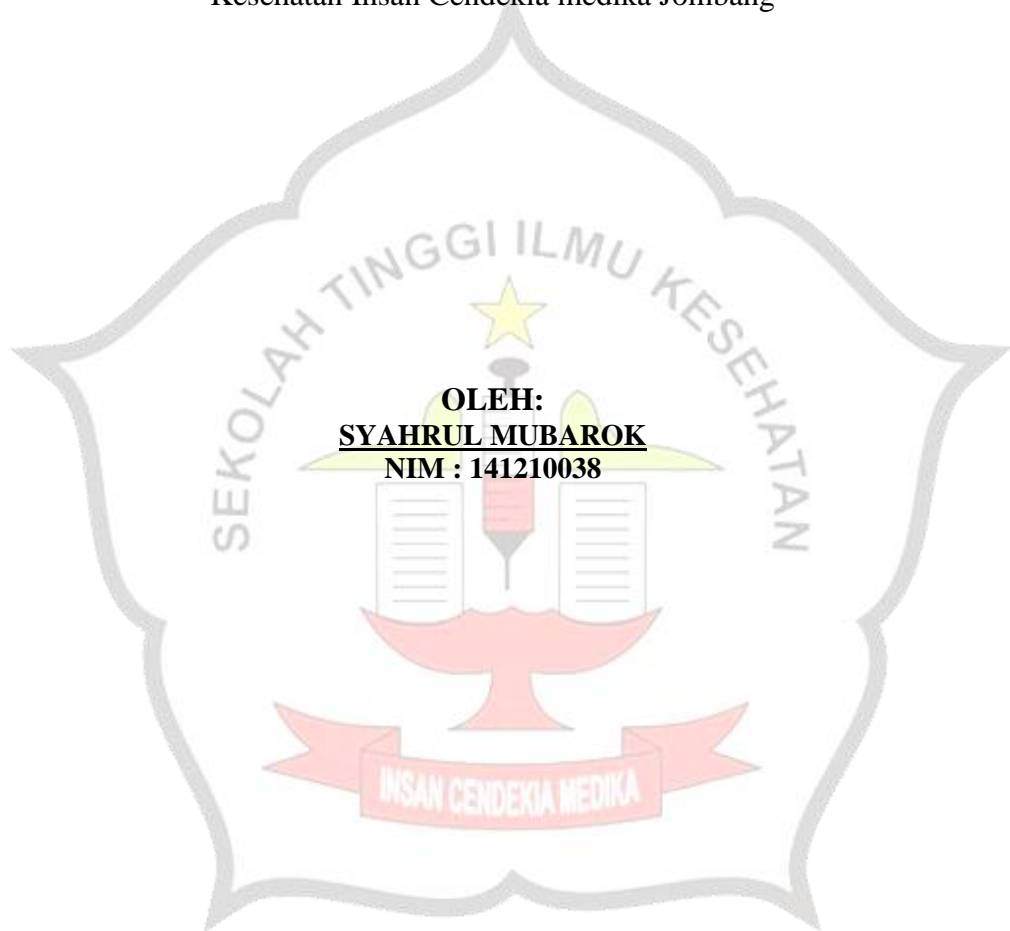 Kesehatan Insan Cendekia medika Jombang
SEKOLAH TINGGI ILMU KESEHATAN
OLEH:
SYAHRUL MUBAROK
NIM : 141210038
INSAN CENDEKIA MEDIKA